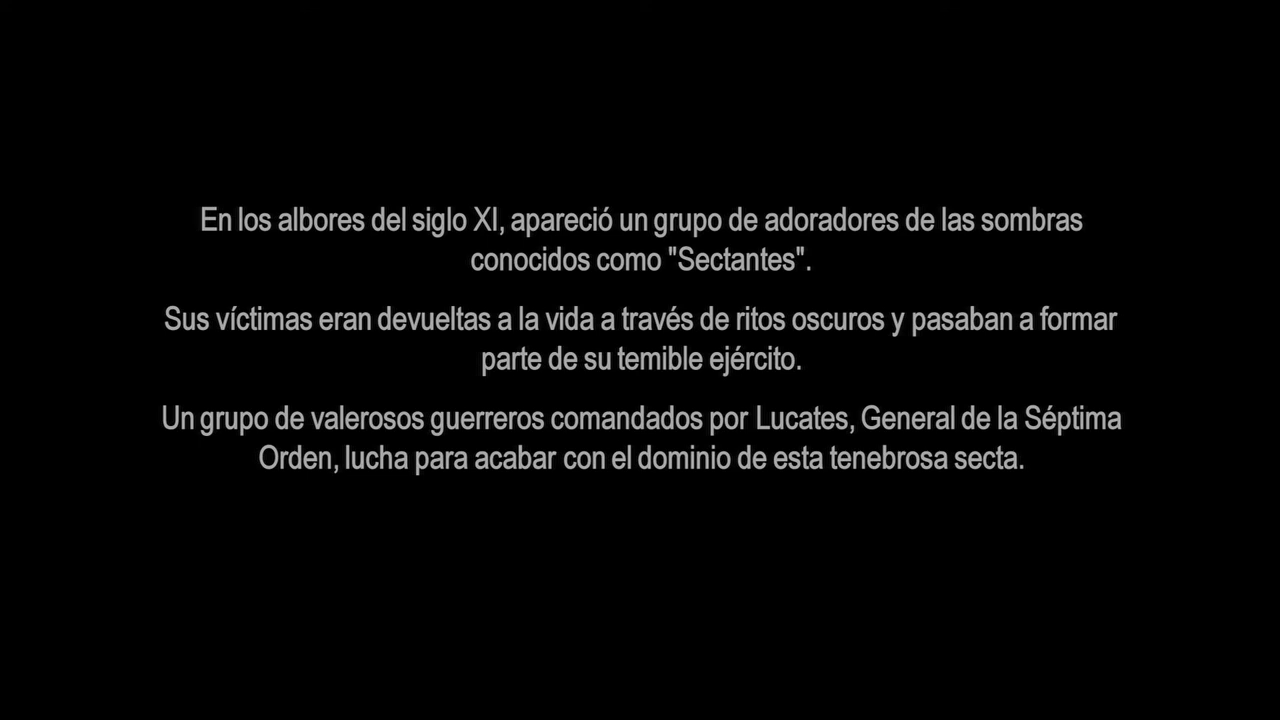 En los albores del siglo XI, apareció un grupo de adoradores de las sombras
conocidos como "Sectantes".
Sus víctimas eran devueltas a la vida a través de ritos oscuros y pasaban a formar
parte de su temible ejército.
Un grupo de valerosos guerreros comandados por Lucates, General de la Séptima
Orden, lucha para acabar con el dominio de esta tenebrosa secta.